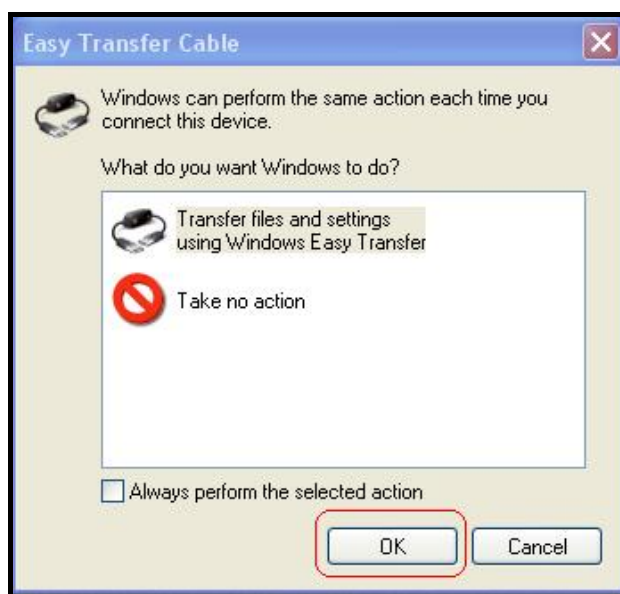 Easy Transfer Cable
Windows can perform the same action each time you
connect this device.
What do you want Windows to do?
Transfer files and settings
using Windows Easy Transfer
Take no action
Always perform the selected action
OK
Cancel